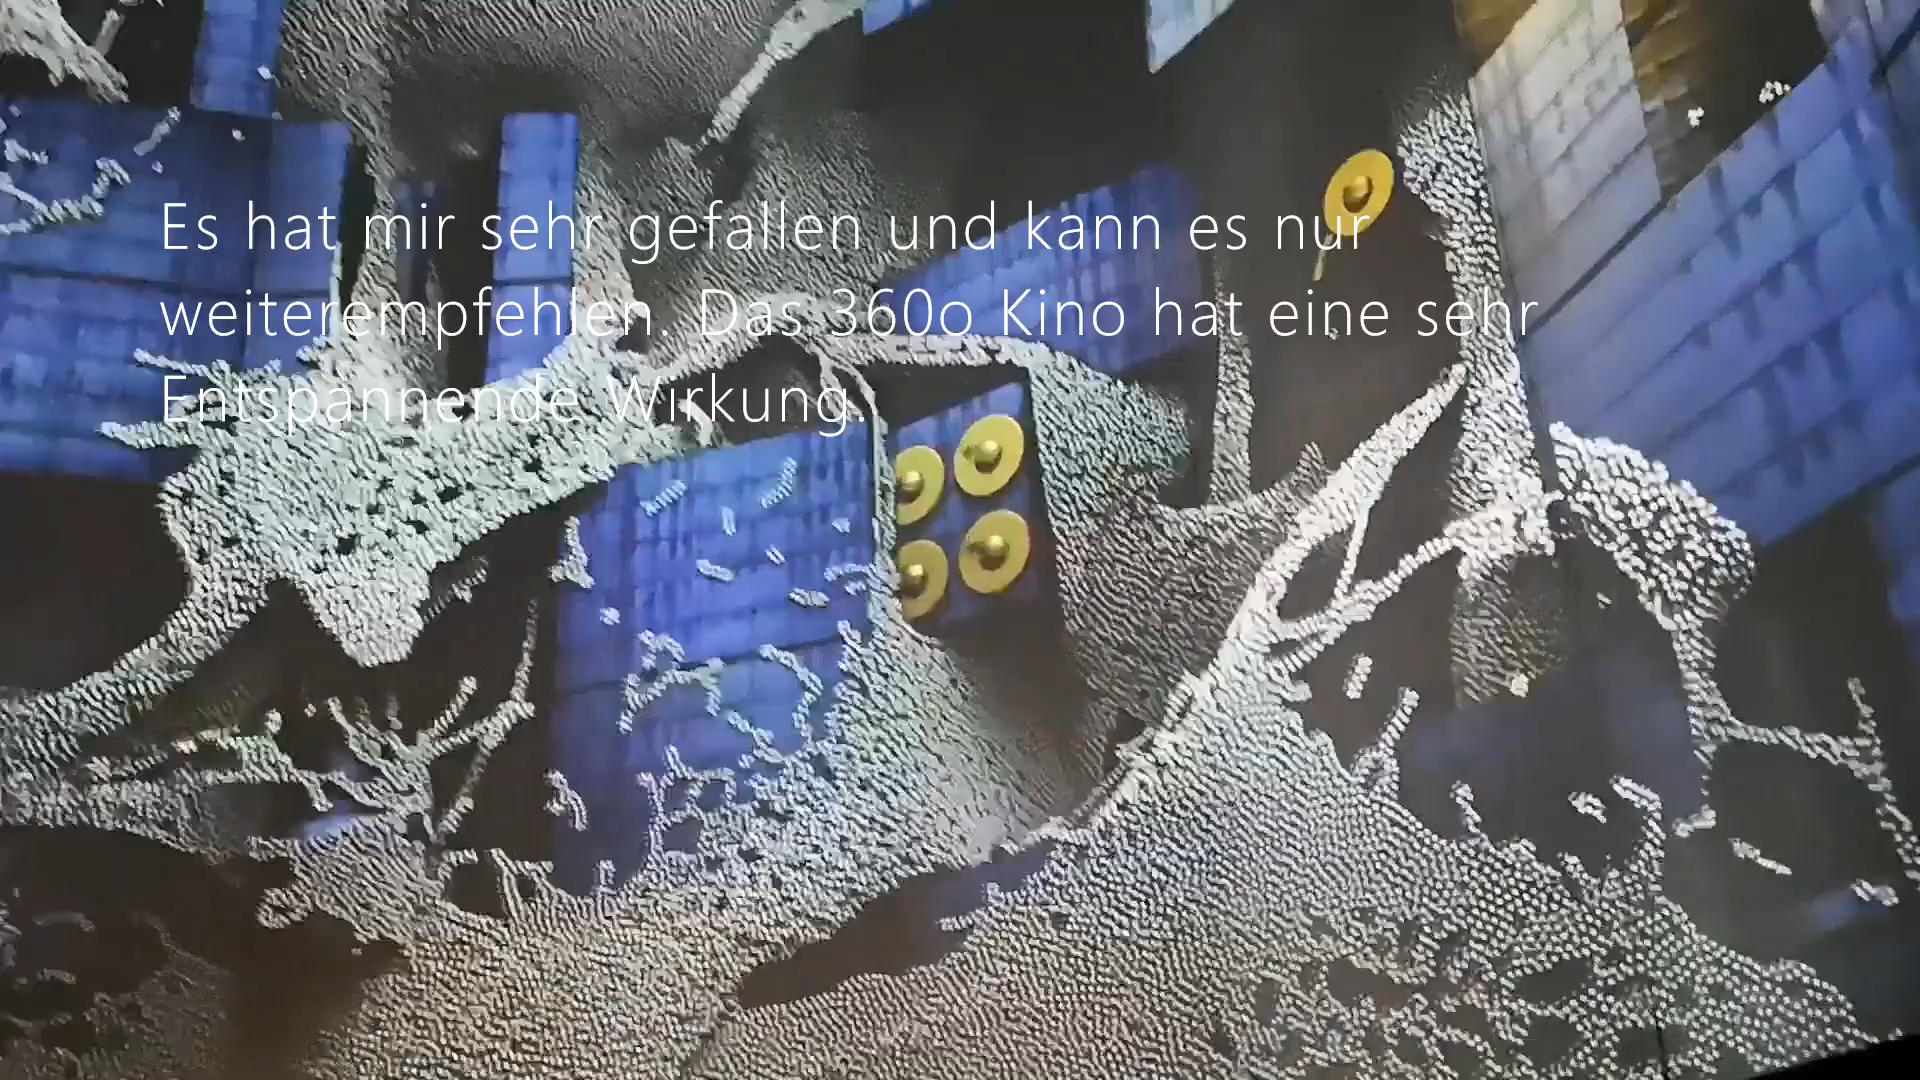 Es hat mir sehr gefallen und kann es nur
weiterempfehlen. Das 360o Kino hat eine sehr
Entspannende Wirkung.